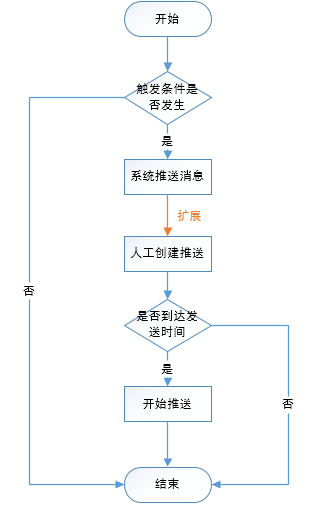 开始
触发条件是
否发生
是
系统推送消息
扩展
人工创建推送
否
是否到达发
送时间
是
开始推送
否
结束